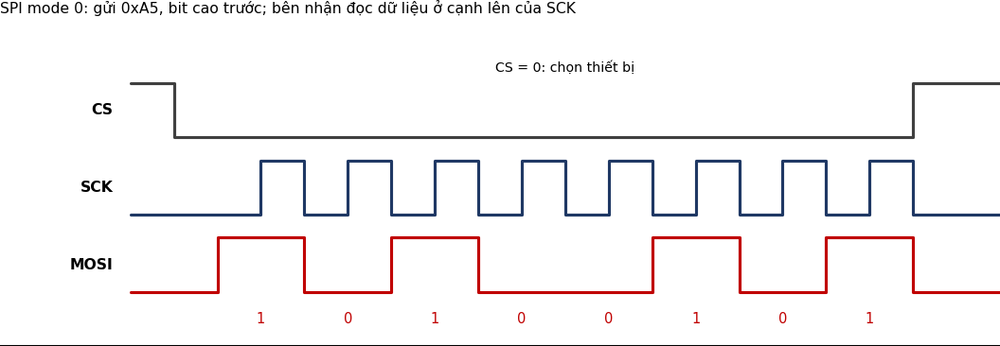 SPI mode 0: gửi 0xA5, bit cao trước; bên nhận đọc dữ liệu ở cạnh lên của SCK
CS = 0: chọn thiết bị
CS
SCK
MOSI
1 0 1 0 0 1 0 1